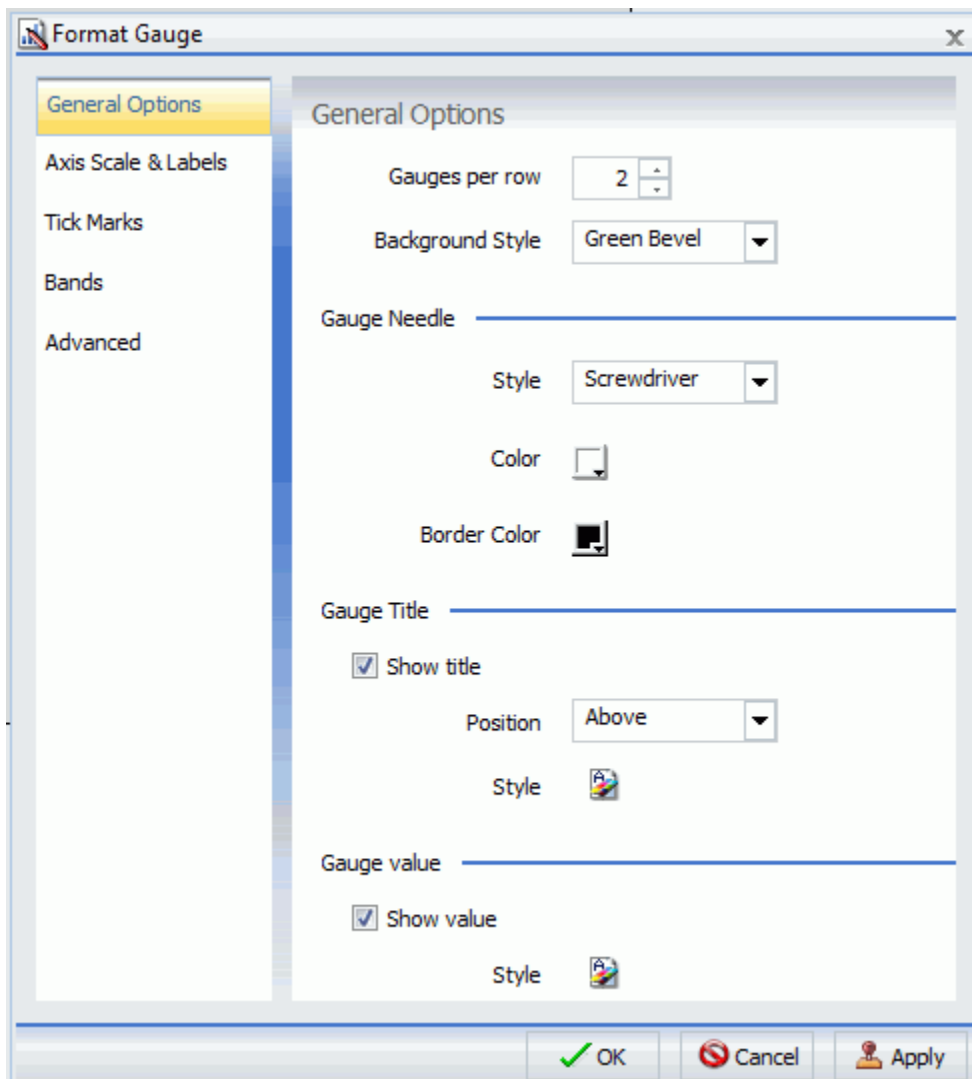 Format Gauge
General Options
Axis Scale & Labels
Tick Marks
Bands
Advanced
General Options
Gauges per row 2
Background Style Green Bevel
Gauge Needle
Style Screwdriver
Color
Border Color
Gauge Title
Show title
Position Above
Style
Gauge value
Show value
Style
OK Cancel Apply